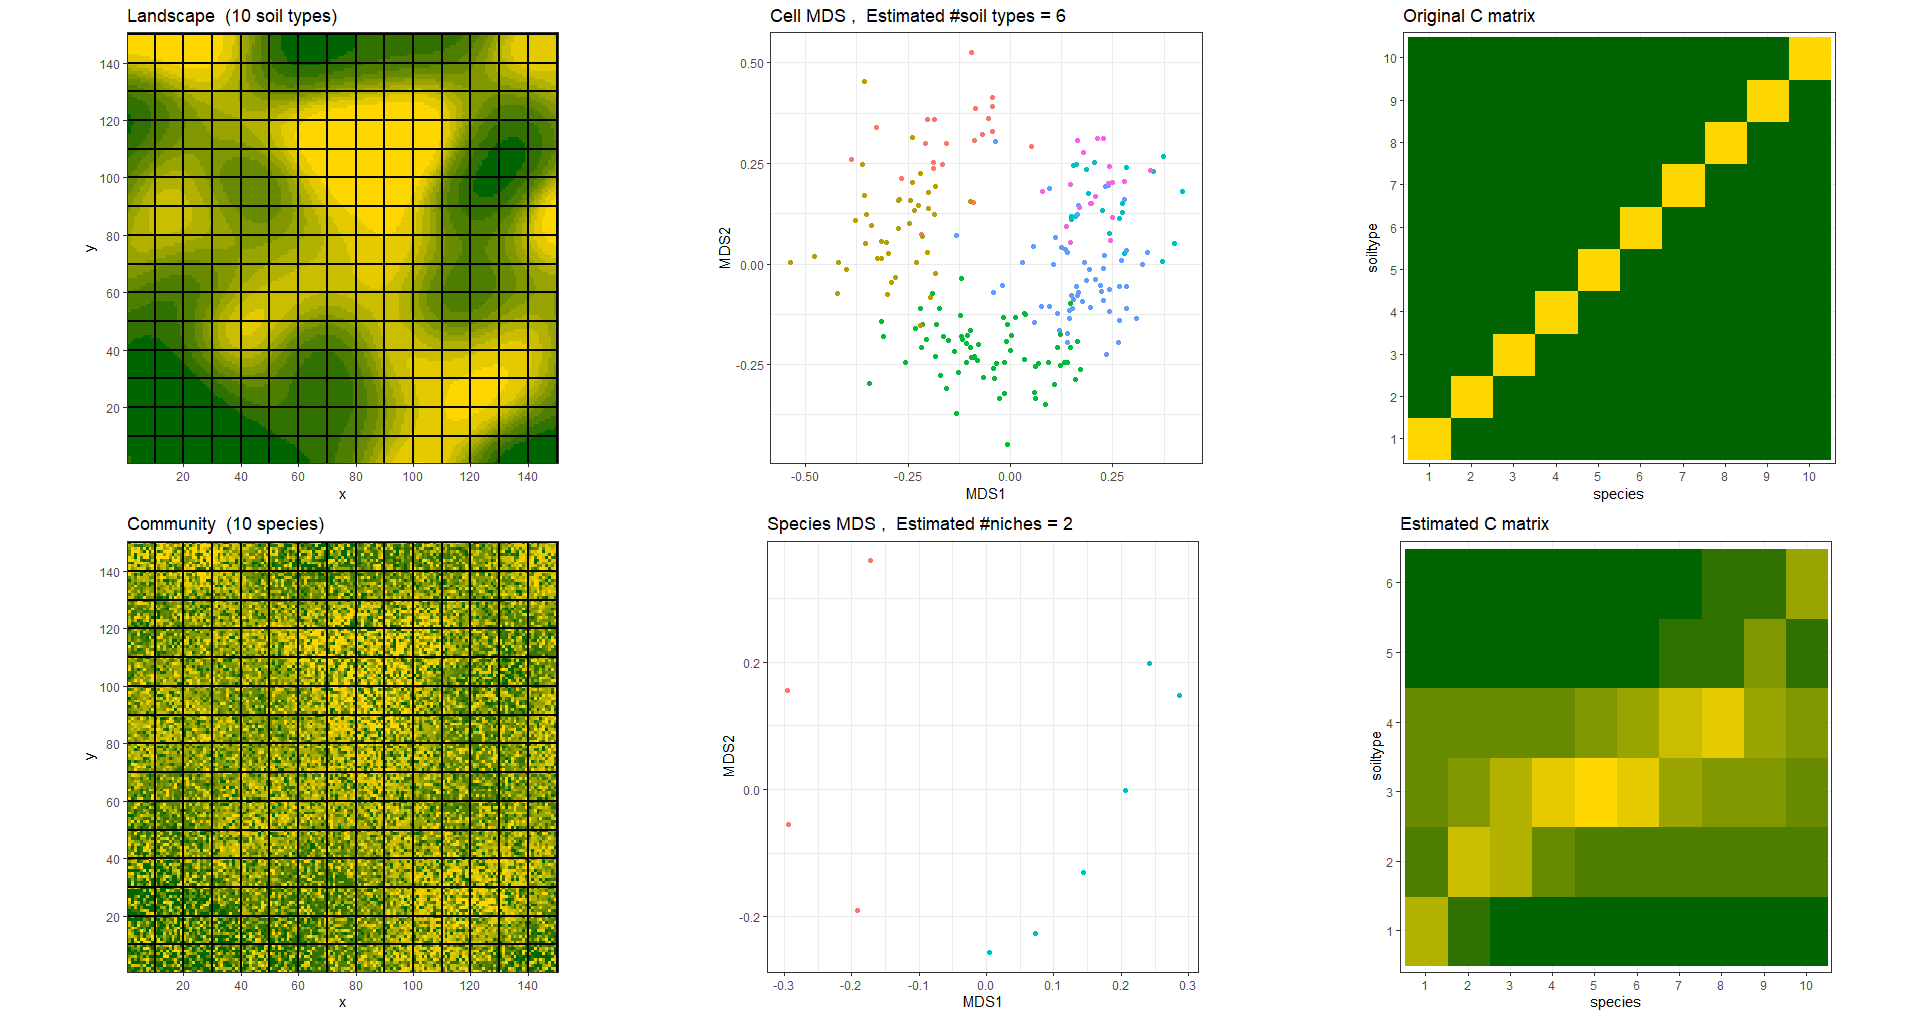 Landscape  (10 soil types)
140
120
100
80
60
40
20
y
20 40 60 80 100 120 140
x
Cell MDS ,  Estimated #soil types = 6
0.50
0.25
0.00
-0.25
MDS2
-0.50 -0.25 0.00 0.25
MDS1
Original C matrix
10
9
8
7
6
5
4
3
2
1
soiltype
1 2 3 4 5 6 7 8 9 10
species
Community  (10 species)
140
120
100
80
60
40
20
y
20 40 60 80 100 120 140
x
Species MDS ,  Estimated #niches = 2
0.2
0.0
-0.2
MDS2
-0.3 -0.2 -0.1 0.0 0.1 0.2 0.3
MDS1
Estimated C matrix
6
5
4
3
2
1
soiltype
1 2 3 4 5 6 7 8 9 10
species